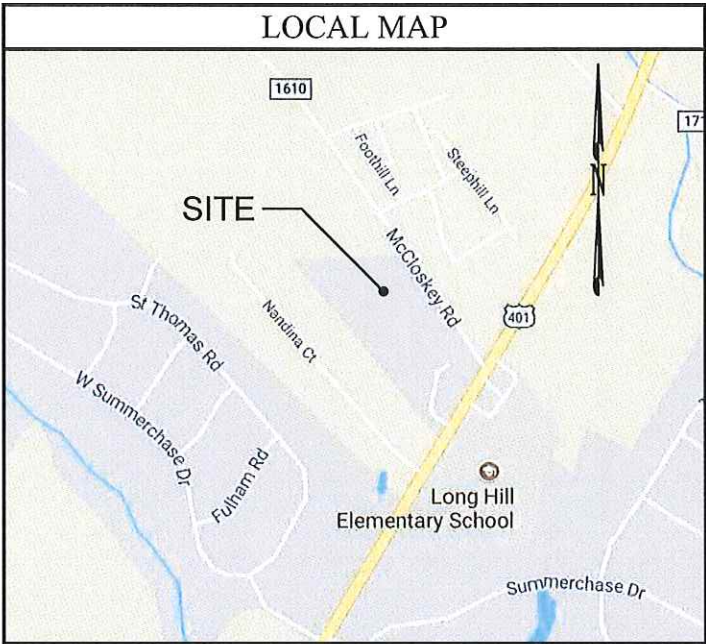 LOCAL MAP
1610
Foothill Ln
Steephill Ln
171
SITE
N
McCloskey Rd
401
Nandina Ct
St Thomas Rd
W Summerchase Dr
Fulham Rd
Long Hill
Elementary School
Summerchase Dr